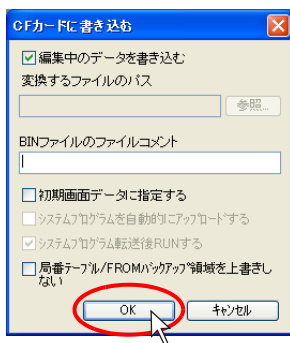 CFカードに書き込む
編集中のデータを書き込む
変換するファイルのパス
参照...
BINファイルのファイルコメント
初期画面データに指定する
システムプログラムを自動的にアップロードする
システムプログラム転送後RUNする
局番テーブル/FROMバックアップ領域を上書きし
ない
OK
キャンセル